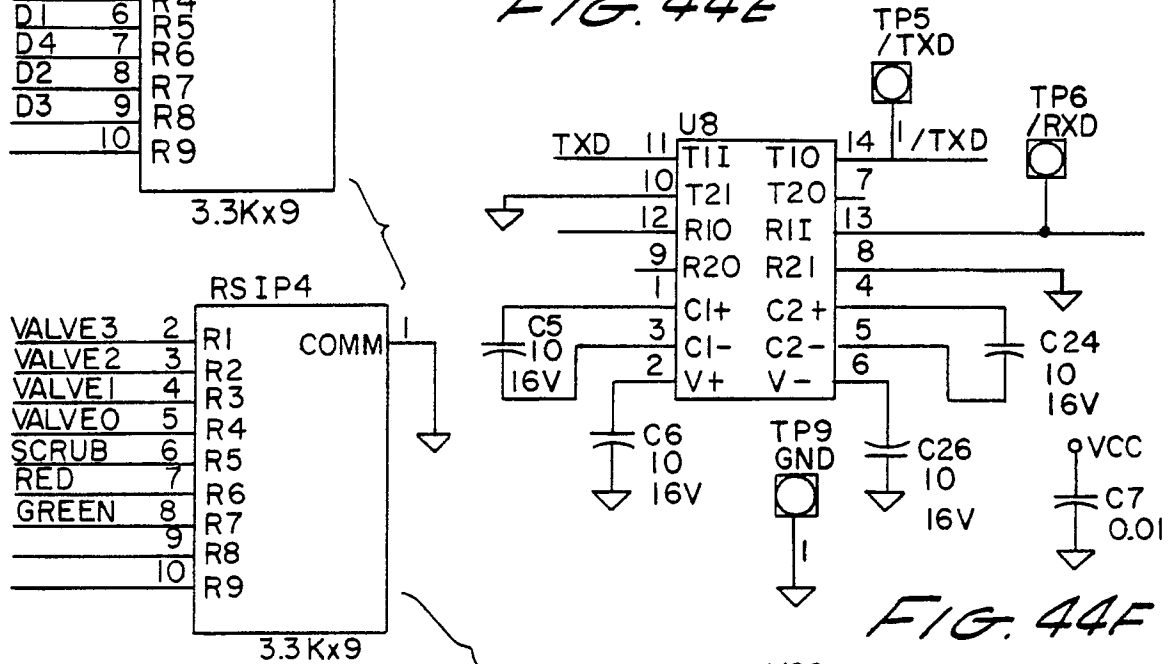 FIG. 44E
R4
D1 6 R5
D4 7 R6
D2 8 R7
D3 9 R8
10 R9
3.3Kx9
RSIP4
VALVE3 2 R1
COMM 1
VALVE2 3 R2
VALVE1 4 R3
VALVE0 5 R4
SCRUB 6 R5
RED 7 R6
GREEN 8 R7
9 R8
10 R9
3.3Kx9
TP5
/TXD
TP6
/RXD
U8
TXD 11 T1I T1O 14 1 /TXD
10 T2I T2O 7
12 R1O R1I 13
9 R2O R2I 8
1 C1+ C2+ 4
3 C1- C2- 5
2 V+ V- 6
C5
10
16V
C24
10
16V
C6
10
16V
TP9
GND
1
C26
10
16V
VCC
C7
0.01
FIG. 44F